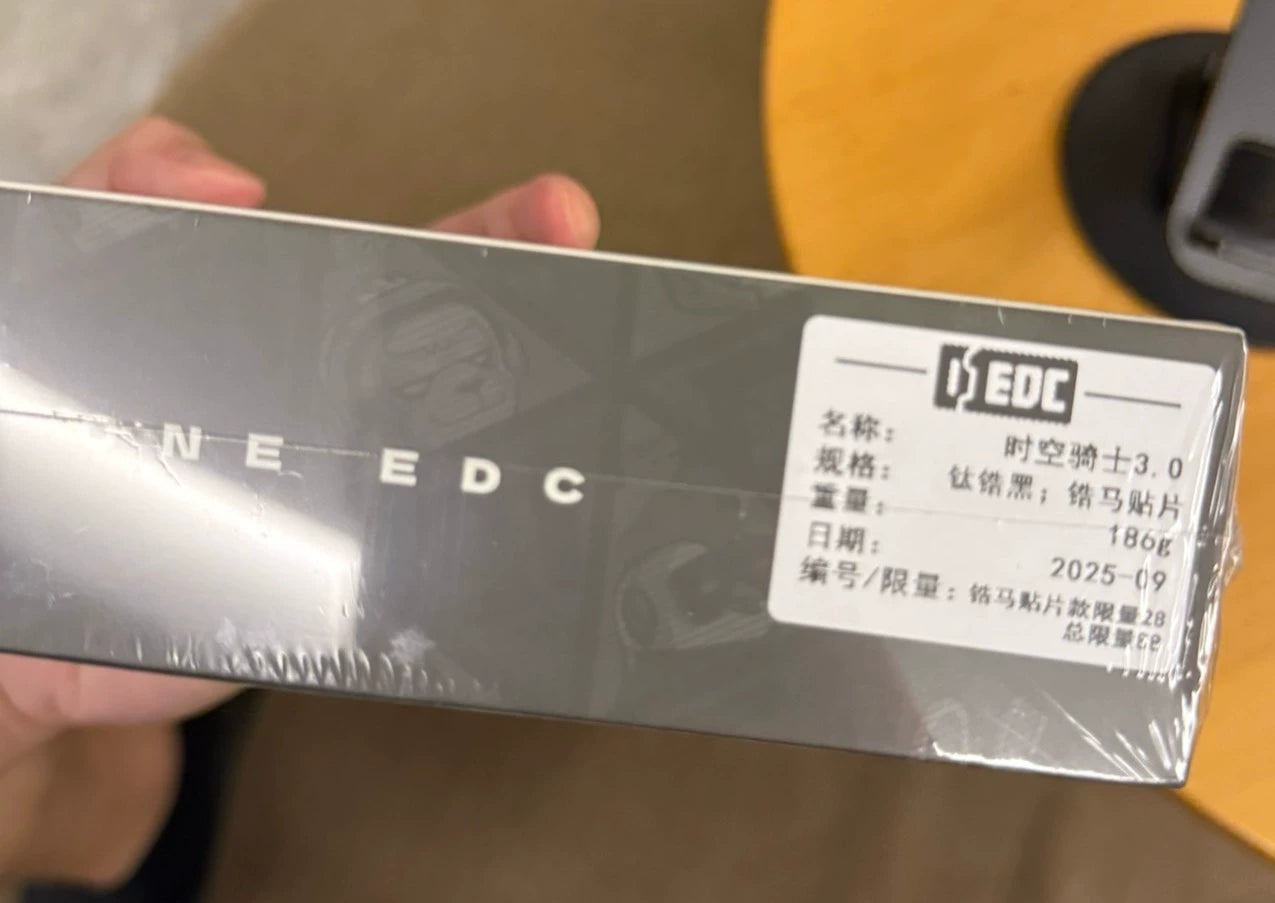 NE EDC
EDC
名称: 时空骑士3.0
规格: 钛锆黑; 锆马贴片
重量: 186g
日期: 2025-09
编号/限量: 锆马贴片款限量28
总限量